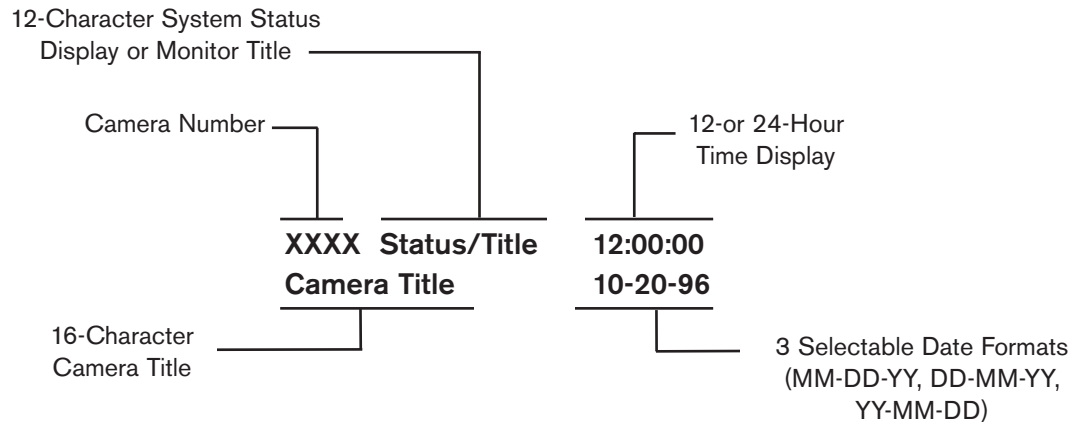 12-Character System Status
Display or Monitor Title
Camera Number
12-or 24-Hour
Time Display
XXXX Status/Title 12:00:00
Camera Title 10-20-96
16-Character
Camera Title
3 Selectable Date Formats
(MM-DD-YY, DD-MM-YY,
YY-MM-DD)